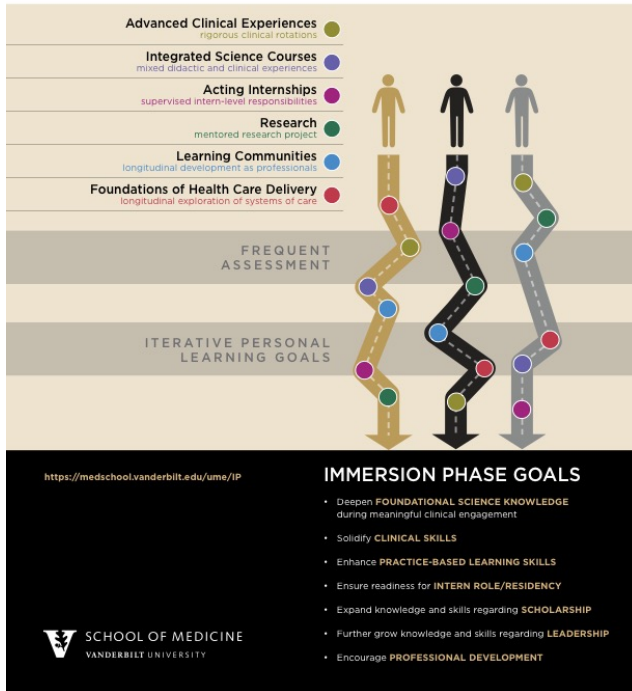 Advanced Clinical Experiences
rigorous clinical rotations
Integrated Science Courses
mixed didactic and clinical experiences
Acting Internships
supervised intern-level responsibilities
Research
mentored research project
Learning Communities
longitudinal development as professionals
Foundations of Health Care Delivery
longitudinal exploration of systems of care
FREQUENT
ASSESSMENT
ITERATIVE PERSONAL
LEARNING GOALS
https://medschool.vanderbilt.edu/ume/IP
IMMERSION PHASE GOALS
• Deepen FOUNDATIONAL SCIENCE KNOWLEDGE
during meaningful clinical engagement
• Solidify CLINICAL SKILLS
• Enhance PRACTICE-BASED LEARNING SKILLS
• Ensure readiness for INTERN ROLE/RESIDENCY
• Expand knowledge and skills regarding SCHOLARSHIP
• Further grow knowledge and skills regarding LEADERSHIP
• Encourage PROFESSIONAL DEVELOPMENT
V SCHOOL OF MEDICINE
VANDERBILT UNIVERSITY